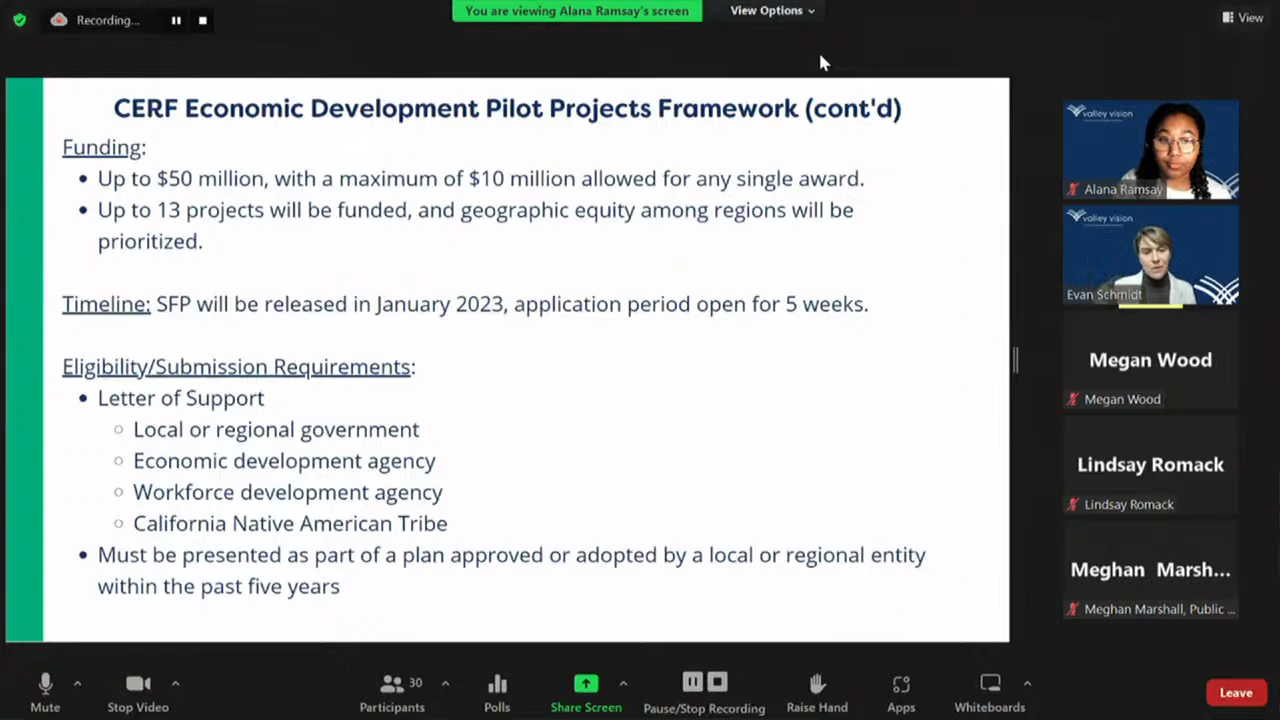 Recording...
You are viewing Alana Ramsay's screen
View Options
View
CERF Economic Development Pilot Projects Framework (cont'd)
Funding:
• Up to $50 million, with a maximum of $10 million allowed for any single award.
• Up to 13 projects will be funded, and geographic equity among regions will be
prioritized.
Timeline: SFP will be released in January 2023, application period open for 5 weeks.
Eligibility/Submission Requirements:
• Letter of Support
○ Local or regional government
○ Economic development agency
○ Workforce development agency
○ California Native American Tribe
• Must be presented as part of a plan approved or adopted by a local or regional entity
within the past five years
valley vision
Alana Ramsay
valley vision
Evan Schmidt
Megan Wood
Megan Wood
Lindsay Romack
Lindsay Romack
Meghan Marsh...
Meghan Marshall, Public ...
Mute
Stop Video
30
Participants
Polls
Share Screen
Pause/Stop Recording
Raise Hand
Apps
Whiteboards
Leave